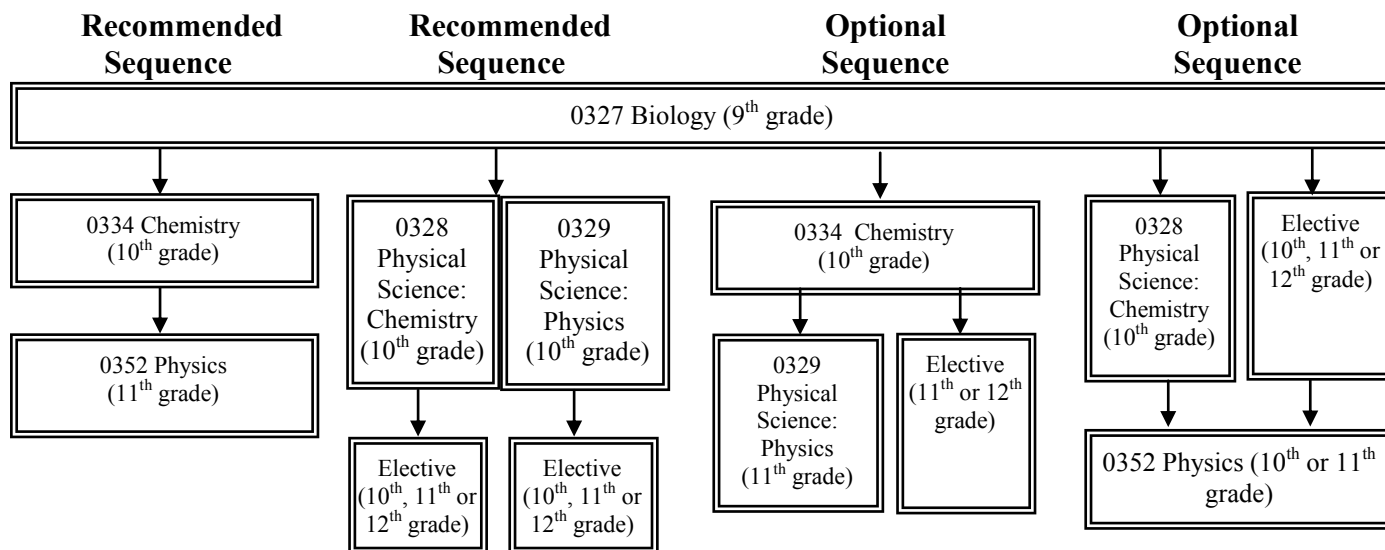 Recommended
Sequence
Recommended
Sequence
Optional
Sequence
Optional
Sequence
0327 Biology (9th grade)
0334 Chemistry
(10th grade)
0352 Physics
(11th grade)
0328
Physical
Science:
Chemistry
(10th grade)
0329
Physical
Science:
Physics
(10th grade)
Elective
(10th, 11th or
12th grade)
Elective
(10th, 11th or
12th grade)
0334 Chemistry
(10th grade)
0329
Physical
Science:
Physics
(11th grade)
Elective
(11th or 12th
grade)
0328
Physical
Science:
Chemistry
(10th grade)
Elective
(10th, 11th or
12th grade)
0352 Physics (10th or 11th
grade)